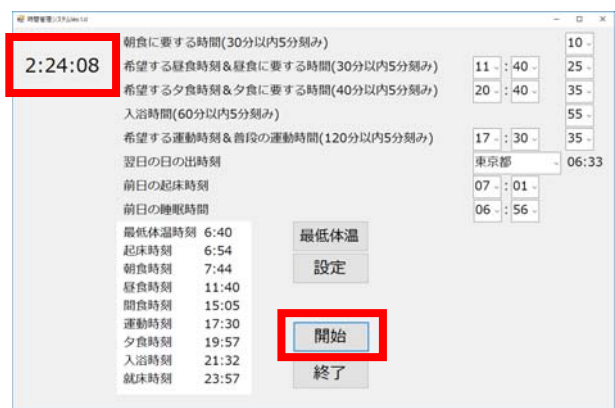 時間管理システムVer.1.0
2:24:08
朝食に要する時間(30分以内5分刻み) 10
希望する昼食時刻&昼食に要する時間(30分以内5分刻み) 11 : 40 25
希望する夕食時刻&夕食に要する時間(40分以内5分刻み) 20 : 40 35
入浴時間(60分以内5分刻み) 55
希望する運動時刻&普段の運動時間(120分以内5分刻み) 17 : 30 35
翌日の日の出時刻 東京都 06:33
前日の起床時刻 07 : 01
前日の睡眠時間 06 : 56
最低体温時刻 6:40
起床時刻 6:54
朝食時刻 7:44
昼食時刻 11:40
間食時刻 15:05
運動時刻 17:30
夕食時刻 19:57
入浴時刻 21:32
就床時刻 23:57
最低体温
設定
開始
終了